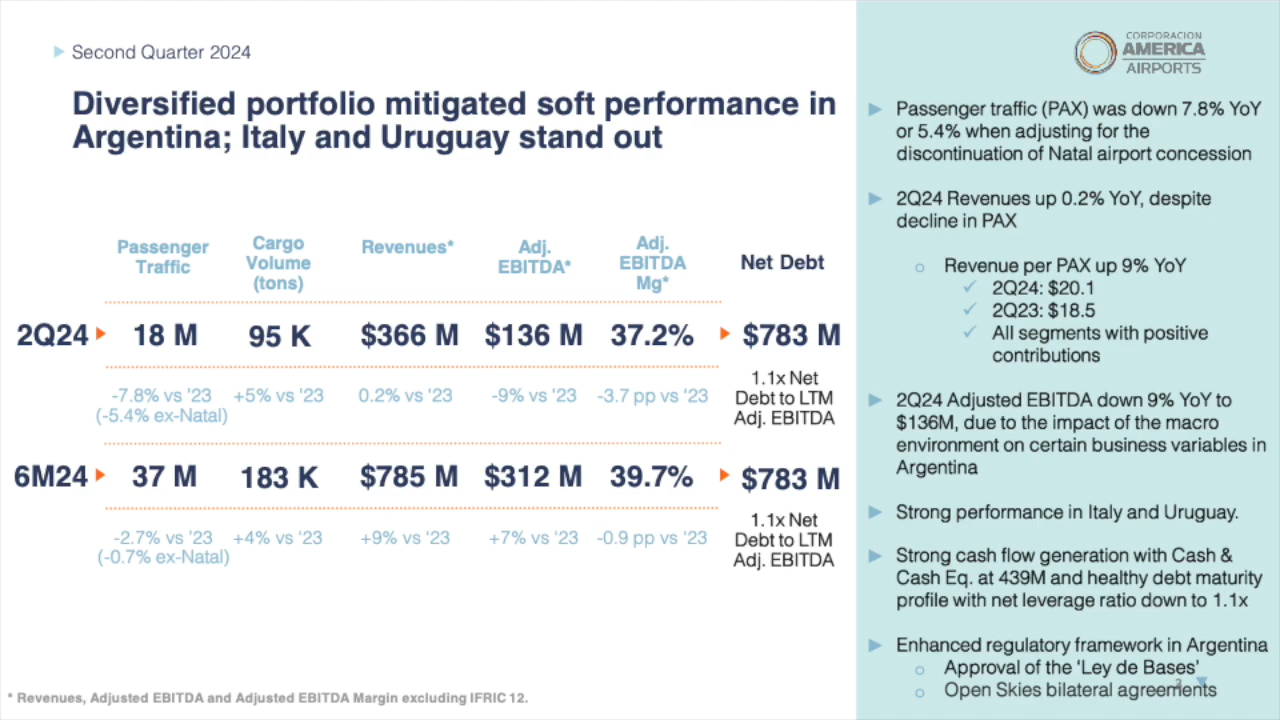 Second Quarter 2024
Diversified portfolio mitigated soft performance in
Argentina; Italy and Uruguay stand out
Passenger
Traffic
Cargo
Volume
(tons)
Revenues*
Adj.
EBITDA*
Adj.
EBITDA
Mg*
Net Debt
2Q24 18 M 95 K $366 M $136 M 37.2% $783 M
-7.8% vs '23 +5% vs '23 0.2% vs '23 -9% vs '23 -3.7 pp vs '23
(-5.4% ex-Natal)
1.1x Net
Debt to LTM
Adj. EBITDA
6M24 37 M 183 K $785 M $312 M 39.7% $783 M
-2.7% vs '23 +4% vs '23 +9% vs '23 +7% vs '23 -0.9 pp vs '23
(-0.7% ex-Natal)
1.1x Net
Debt to LTM
Adj. EBITDA
* Revenues, Adjusted EBITDA and Adjusted EBITDA Margin excluding IFRIC 12.
CORPORACION
AMERICA
AIRPORTS
Passenger traffic (PAX) was down 7.8% YoY
or 5.4% when adjusting for the
discontinuation of Natal airport concession
2Q24 Revenues up 0.2% YoY, despite
decline in PAX
Revenue per PAX up 9% YoY
2Q24: $20.1
2Q23: $18.5
All segments with positive
contributions
2Q24 Adjusted EBITDA down 9% YoY to
$136M, due to the impact of the macro
environment on certain business variables in
Argentina
Strong performance in Italy and Uruguay.
Strong cash flow generation with Cash &
Cash Eq. at 439M and healthy debt maturity
profile with net leverage ratio down to 1.1x
Enhanced regulatory framework in Argentina
Approval of the ‘Ley de Bases’
Open Skies bilateral agreements